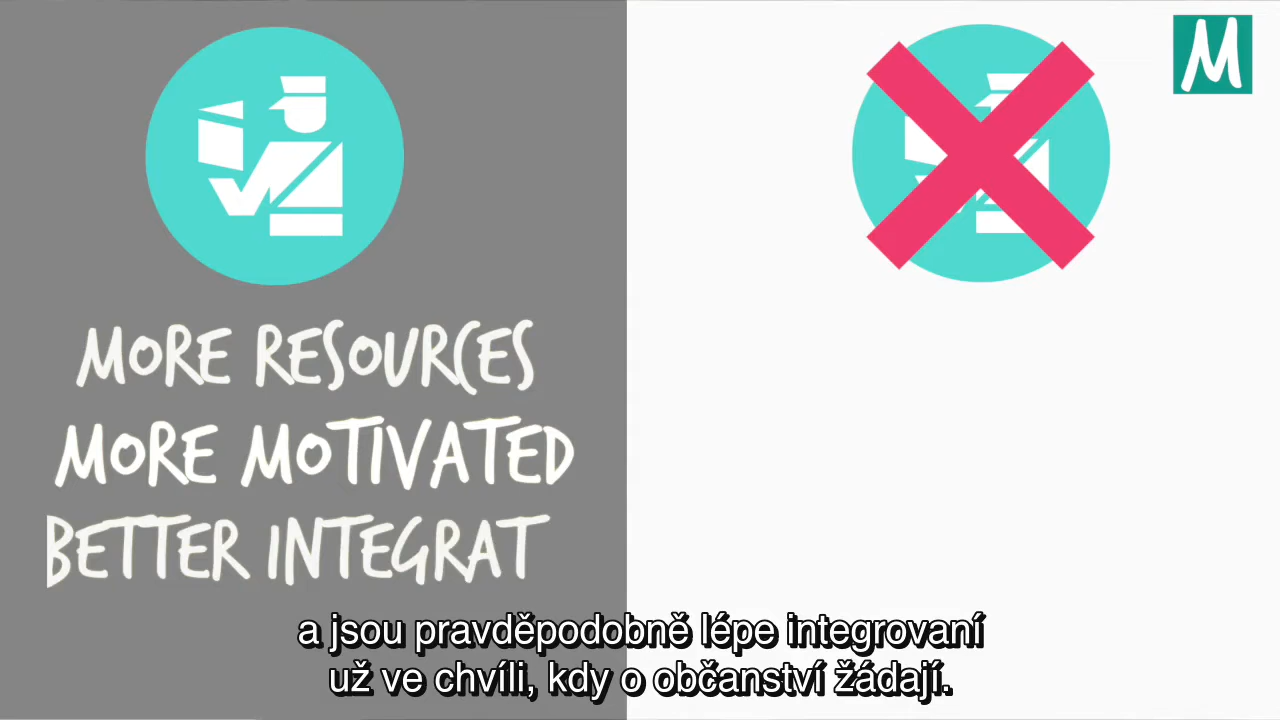 M
MORE RESOURCES
MORE MOTIVATED
BETTER INTEGRAT
a jsou pravděpodobně lépe integrovaní
už ve chvíli, kdy o občanství žádají.